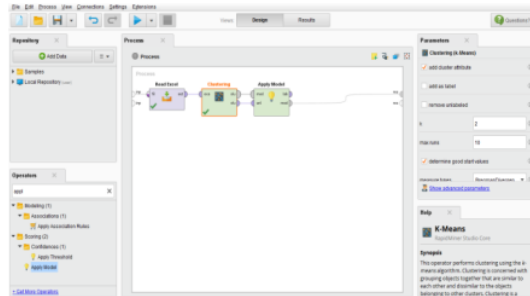 File Edit Process View Connections Settings Extensions
Views
Design
Results
Questions?
Repository
Add Data
Samples
Local Repository
Process
Process
Process
Read Excel
Clustering
Apply Model
Parameters
Clustering (k-Means)
add cluster attribute
add as label
remove unlabeled
k
2
max runs
10
determine good start values
Show advanced parameters
Operators
Modeling (1)
Associations (1)
Apply Association Rules
Scoring (2)
Confidences (1)
Apply Threshold
Apply Model
Get More Operators
Help
K-Means
RapidMiner Studio Core
Synopsis
This operator performs clustering using the k-
means algorithm. Clustering is concerned with
grouping objects together that are similar to
each other and dissimilar to the objects
belonging to other clusters. Clustering is a